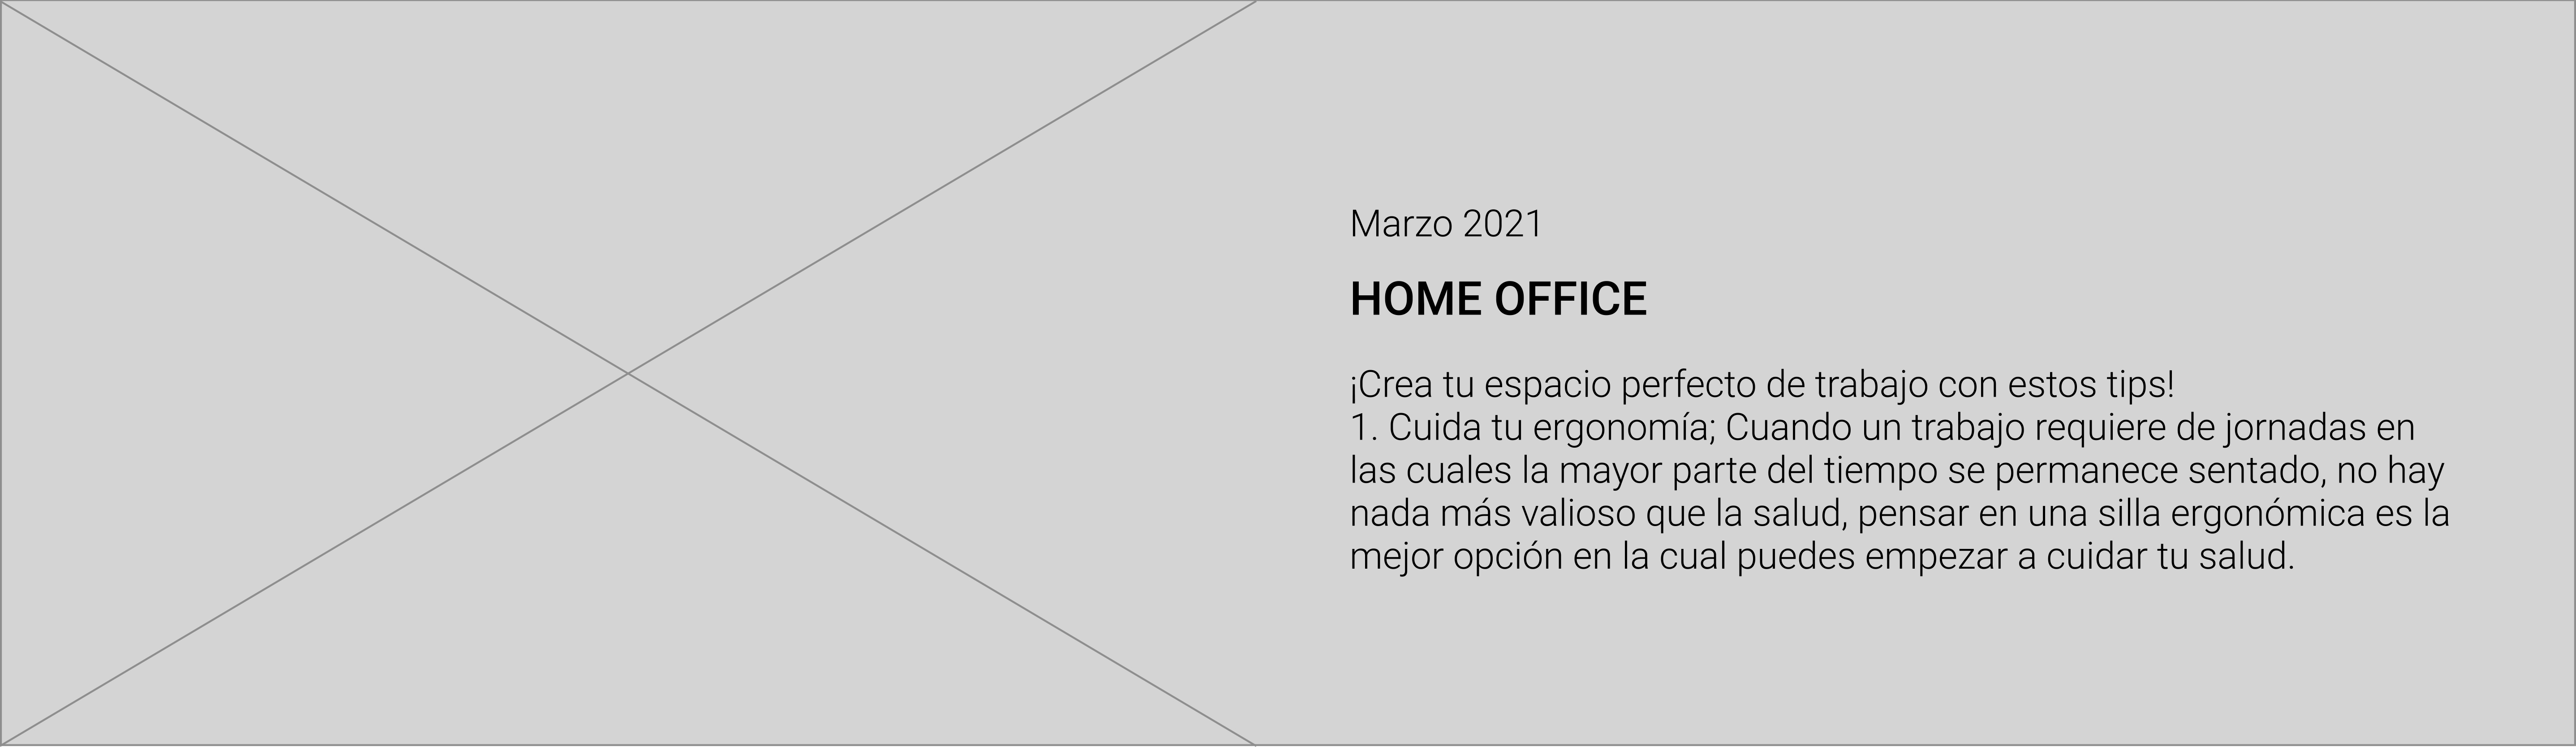 Marzo 2021
HOME OFFICE
¡Crea tu espacio perfecto de trabajo con estos tips!
1. Cuida tu ergonomía; Cuando un trabajo requiere de jornadas en
las cuales la mayor parte del tiempo se permanece sentado, no hay
nada más valioso que la salud, pensar en una silla ergonómica es la
mejor opción en la cual puedes empezar a cuidar tu salud.